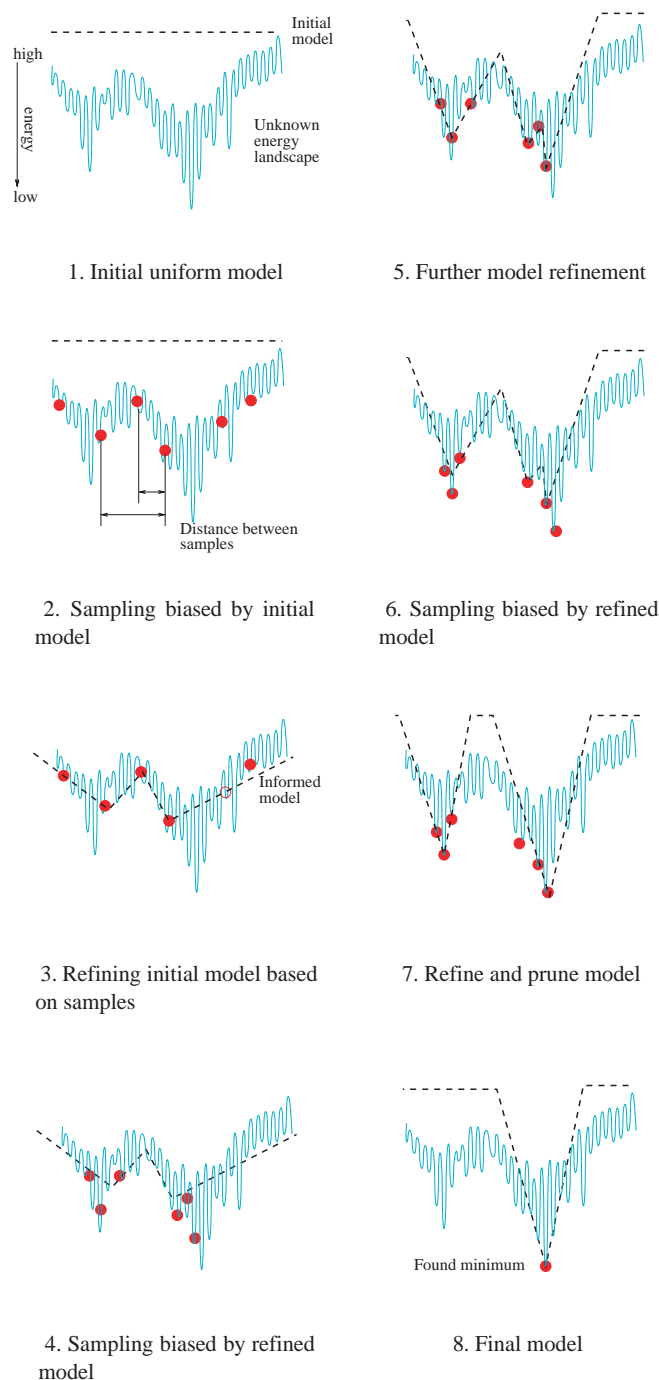 Initial
model
high
energy
low
Unknown
energy
landscape
1. Initial uniform model
Distance between
samples
2. Sampling biased by initial
model
Informed
model
3. Refining initial model based
on samples
4. Sampling biased by refined
model
5. Further model refinement
6. Sampling biased by refined
model
7. Refine and prune model
Found minimum
8. Final model